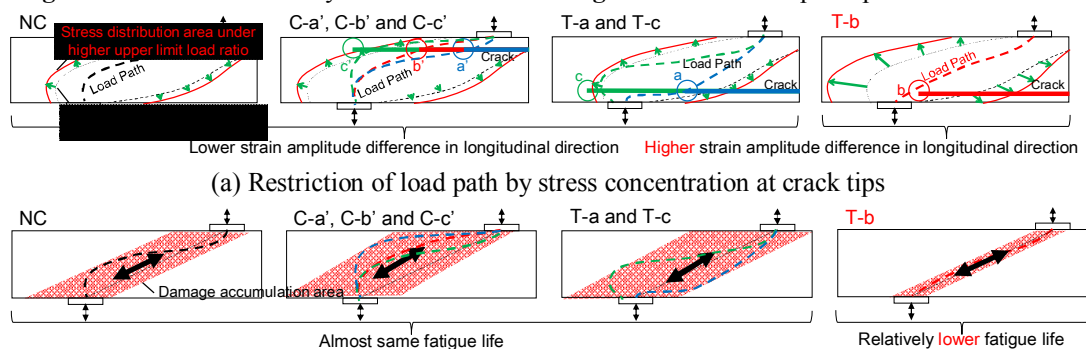 NC
C-a', C-b' and C-c'
T-a and T-c
T-b
Stress distribution area under
higher upper limit load ratio
Load Path
c'
b'
a'
Load Path
Crack
c
a
Load Path
Crack
b
Load Path
Crack
Lower strain amplitude difference in longitudinal direction
Higher strain amplitude difference in longitudinal direction
(a) Restriction of load path by stress concentration at crack tips
NC
C-a', C-b' and C-c'
T-a and T-c
T-b
Damage accumulation area
Almost same fatigue life
Relatively lower fatigue life